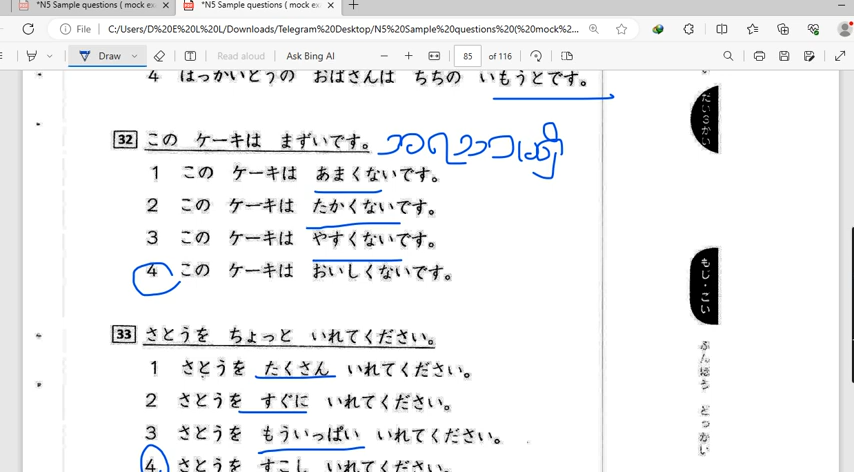 *N5 Sample questions ( mock ex
*N5 Sample questions ( mock exa
File
C:/Users/D%20E%20L%20L/Downloads/Telegram%20Desktop/N5%20Sample%20questions%20(%20mock%2...
Draw
Read aloud
Ask Bing AI
85 of 116
4 ほっかいどうの おばさんは ちちの いもうとです。
32 この ケーキは まずいです。
1 この ケーキは あまくないです。
2 この ケーキは たかくないです。
3 この ケーキは やすくないです。
4 この ケーキは おいしくないです。
33 さとうを ちょっと いれてください。
1 さとうを たくさん いれてください。
2 さとうを すぐに いれてください。
3 さとうを もういっぱい いれてください。
4 さとうを すこし いれてください。
もじ・ごい
ぶんぽう
どっかい